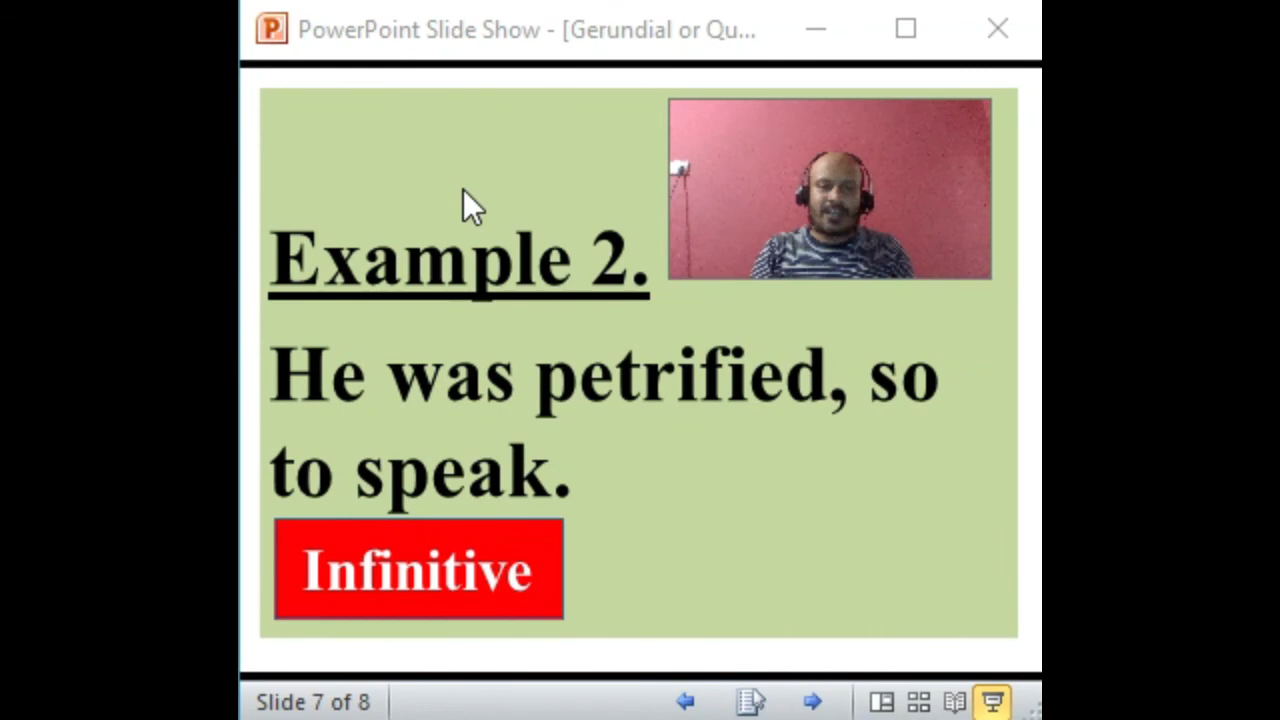 PowerPoint Slide Show - [Gerundial or Qu...
Example 2.
He was petrified, so
to speak.
Infinitive
Slide 7 of 8